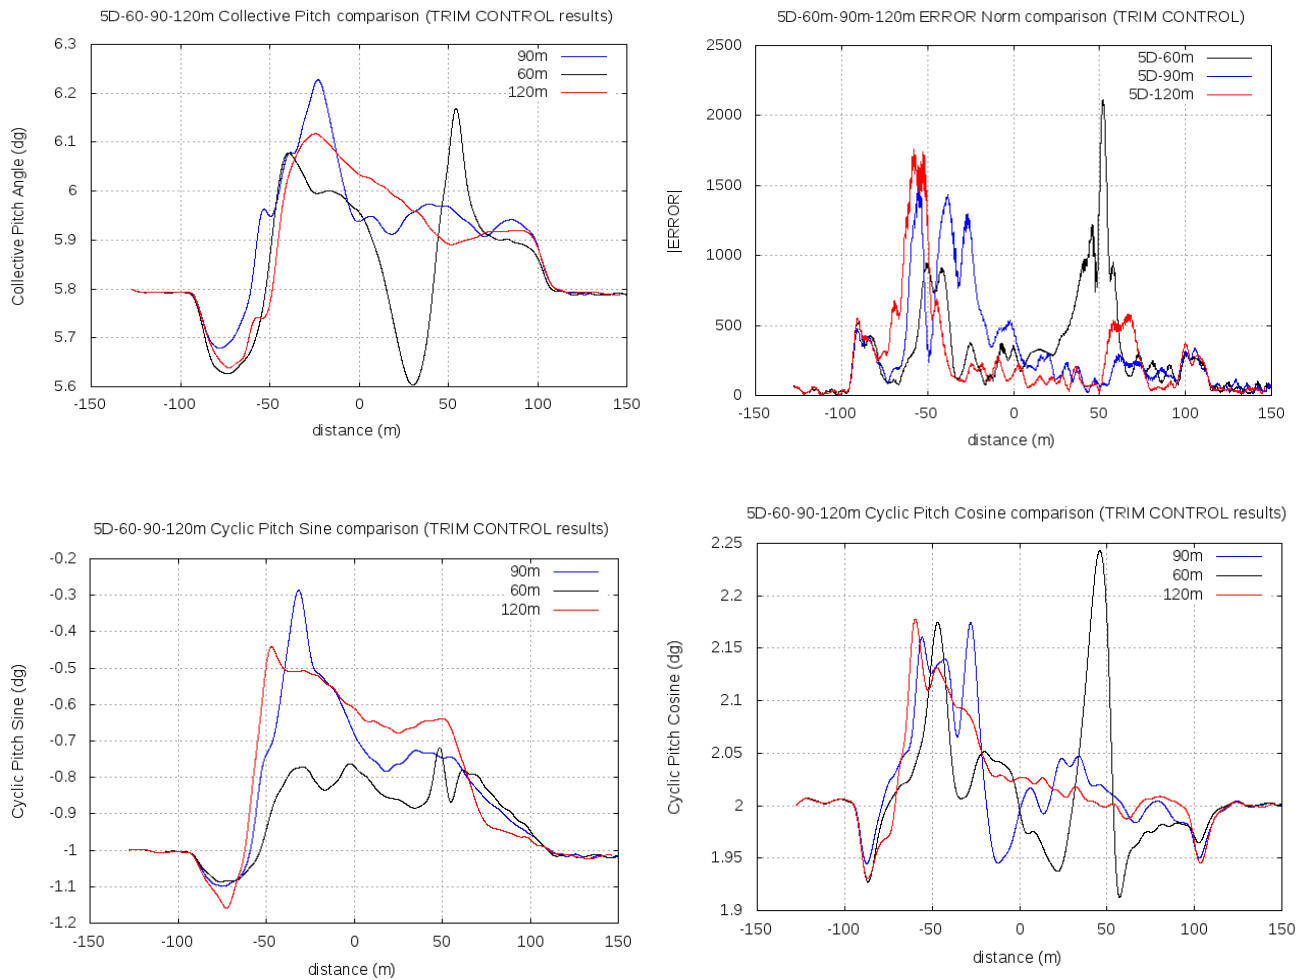 5D-60-90-120m Collective Pitch comparison (TRIM CONTROL results)
6.3
6.2
6.1
6
5.9
5.8
5.7
5.6
-150
-100
-50
0
50
100
150
Collective Pitch Angle (dg)
distance (m)
90m
60m
120m
5D-60m-90m-120m ERROR Norm comparison (TRIM CONTROL)
2500
2000
1500
1000
500
0
-150
-100
-50
0
50
100
150
|ERROR|
distance (m)
5D-60m
5D-90m
5D-120m
5D-60-90-120m Cyclic Pitch Sine comparison (TRIM CONTROL results)
-0.2
-0.3
-0.4
-0.5
-0.6
-0.7
-0.8
-0.9
-1
-1.1
-1.2
-150
-100
-50
0
50
100
150
Cyclic Pitch Sine (dg)
distance (m)
90m
60m
120m
5D-60-90-120m Cyclic Pitch Cosine comparison (TRIM CONTROL results)
2.25
2.2
2.15
2.1
2.05
2
1.95
1.9
-150
-100
-50
0
50
100
150
Cyclic Pitch Cosine (dg)
distance (m)
90m
60m
120m